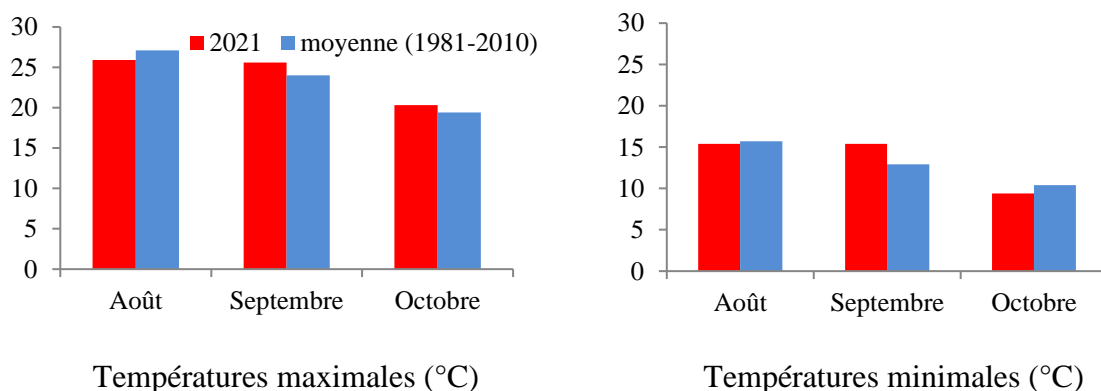 30
25
20
15
10
5
0
2021 moyenne (1981-2010)
Août Septembre Octobre
Températures maximales (°C)
30
25
20
15
10
5
0
Août Septembre Octobre
Températures minimales (°C)